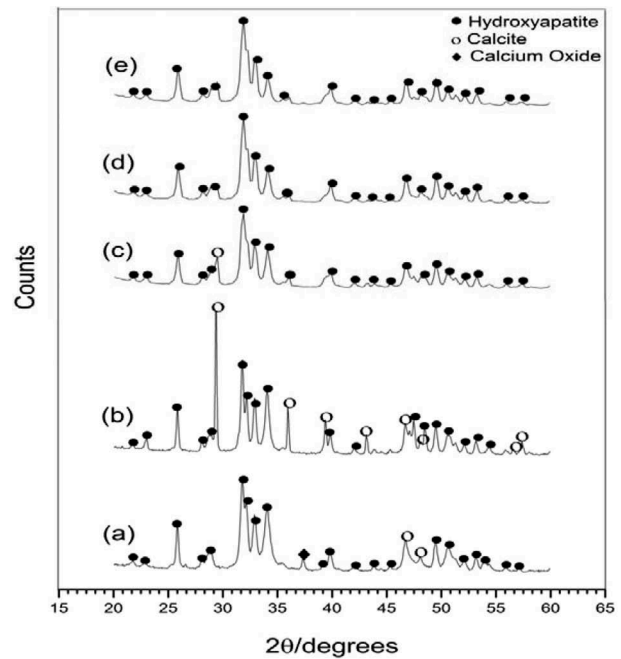 Hydroxyapatite
Calcite
Calcium Oxide
(e)
(d)
(c)
(b)
(a)
Counts
15 20 25 30 35 40 45 50 55 60 65
2θ/degrees